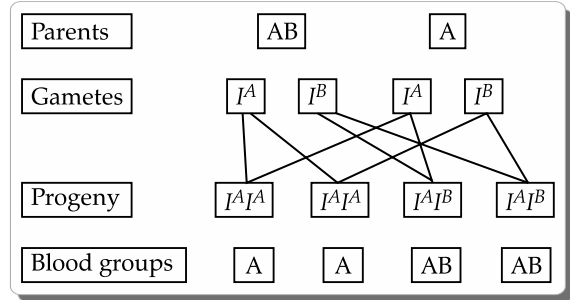 Parents AB A
Gametes I^A I^B I^A I^B
Progeny I^AI^A I^AI^A I^AI^B I^AI^B
Blood groups A A AB AB